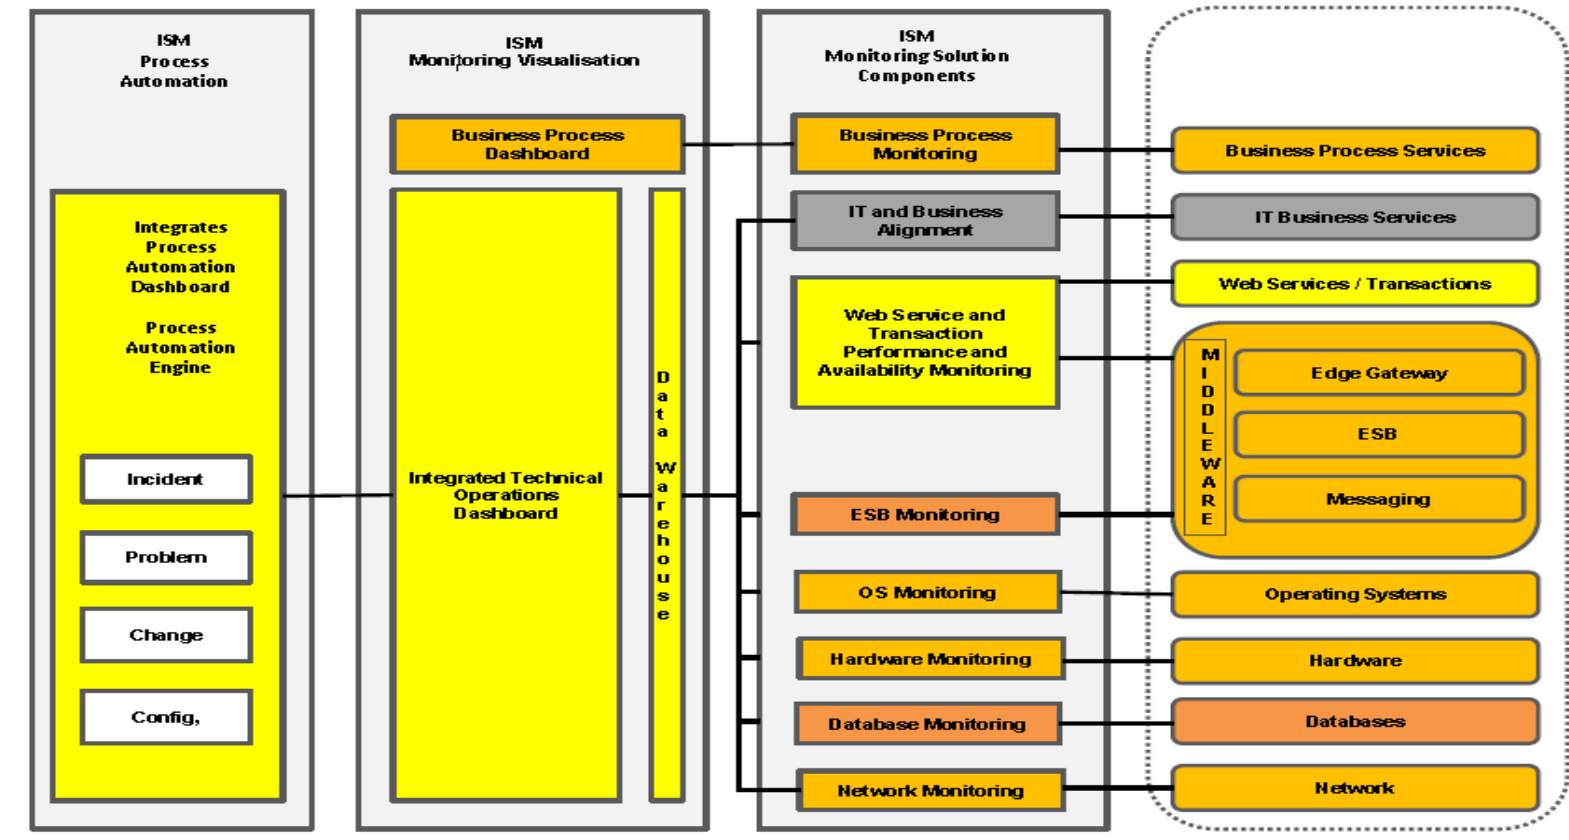 ISM
Process
Automation
Integrates
Process
Automation
Dashboard
Process
Automation
Engine
Incident
Problem
Change
Config,
ISM
Monitoring Visualisation
Business Process
Dashboard
Integrated Technical
Operations
Dashboard
Data Warehouse
ISM
Monitoring Solution
Components
Business Process
Monitoring
IT and Business
Alignment
Web Service and
Transaction
Performance and
Availability Monitoring
ESB Monitoring
OS Monitoring
Hardware Monitoring
Database Monitoring
Network Monitoring
Business Process Services
IT Business Services
Web Services / Transactions
MIDDLEWARE
Edge Gateway
ESB
Messaging
Operating Systems
Hardware
Databases
Network